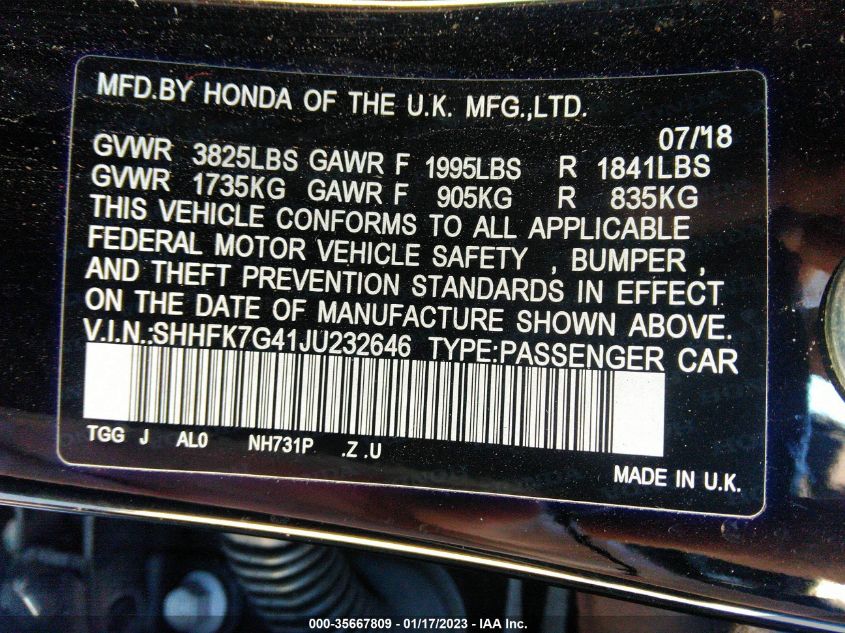 MFD.BY HONDA OF THE U.K. MFG.,LTD.
07/18
GVWR 3825LBS GAWR F 1995LBS R 1841LBS
GVWR 1735KG GAWR F 905KG R 835KG
THIS VEHICLE CONFORMS TO ALL APPLICABLE
FEDERAL MOTOR VEHICLE SAFETY , BUMPER ,
AND THEFT PREVENTION STANDARDS IN EFFECT
ON THE DATE OF MANUFACTURE SHOWN ABOVE.
V.I.N.:SHHFK7G41JU232646 TYPE:PASSENGER CAR
TGG J AL0 NH731P .Z .U
MADE IN U.K.
000-35667809 - 01/17/2023 - IAA Inc.